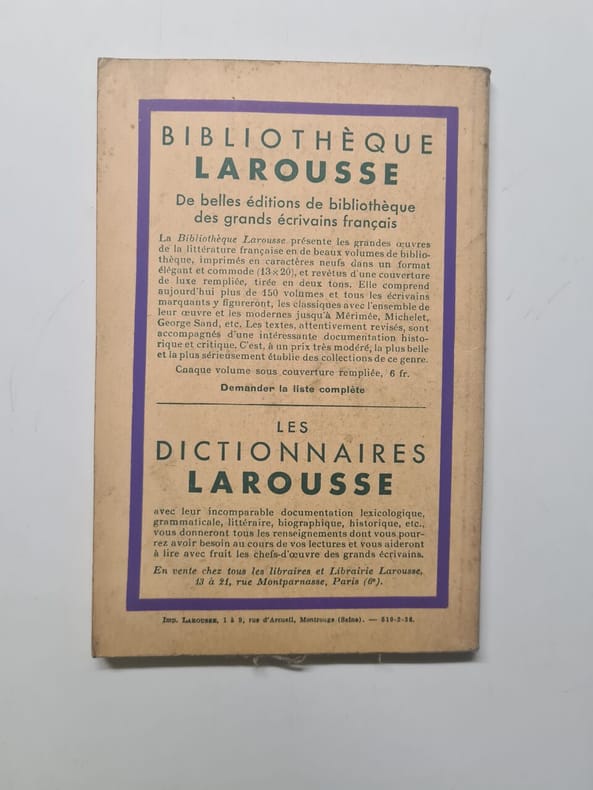 BIBLIOTHÈQUE
LAROUSSE
De belles éditions de bibliothèque
des grands écrivains français
La Bibliothèque Larousse présente les grandes œuvres
de la littérature française en de beaux volumes de biblio-
thèque, imprimés en caractères neufs dans un format
élégant et commode (13×20), et revêtus d'une couverture
de luxe rempliée, tirée en deux tons. Elle comprend
aujourd'hui plus de 150 volumes et tous les écrivains
marquants y figureront, les classiques avec l'ensemble de
leur œuvre et les modernes jusqu'à Mérimée, Michelet,
George Sand, etc. Les textes, attentivement revisés, sont
accompagnés d'une intéressante documentation histo-
rique et critique. C'est, à un prix très modéré, la plus belle
et la plus sérieusement établie des collections de ce genre.
Chaque volume sous couverture rempliée, 6 fr.
Demander la liste complète
LES
DICTIONNAIRES
LAROUSSE
avec leur incomparable documentation lexicologique,
grammaticale, littéraire, biographique, historique, etc.,
vous donneront tous les renseignements dont vous pour-
rez avoir besoin au cours de vos lectures et vous aideront
à lire avec fruit les chefs-d'œuvre des grands écrivains.
En vente chez tous les libraires et Librairie Larousse,
13 à 21, rue Montparnasse, Paris (6e).
Imp. Larousse, 1 à 9, rue d'Arcueil, Montrouge (Seine). —